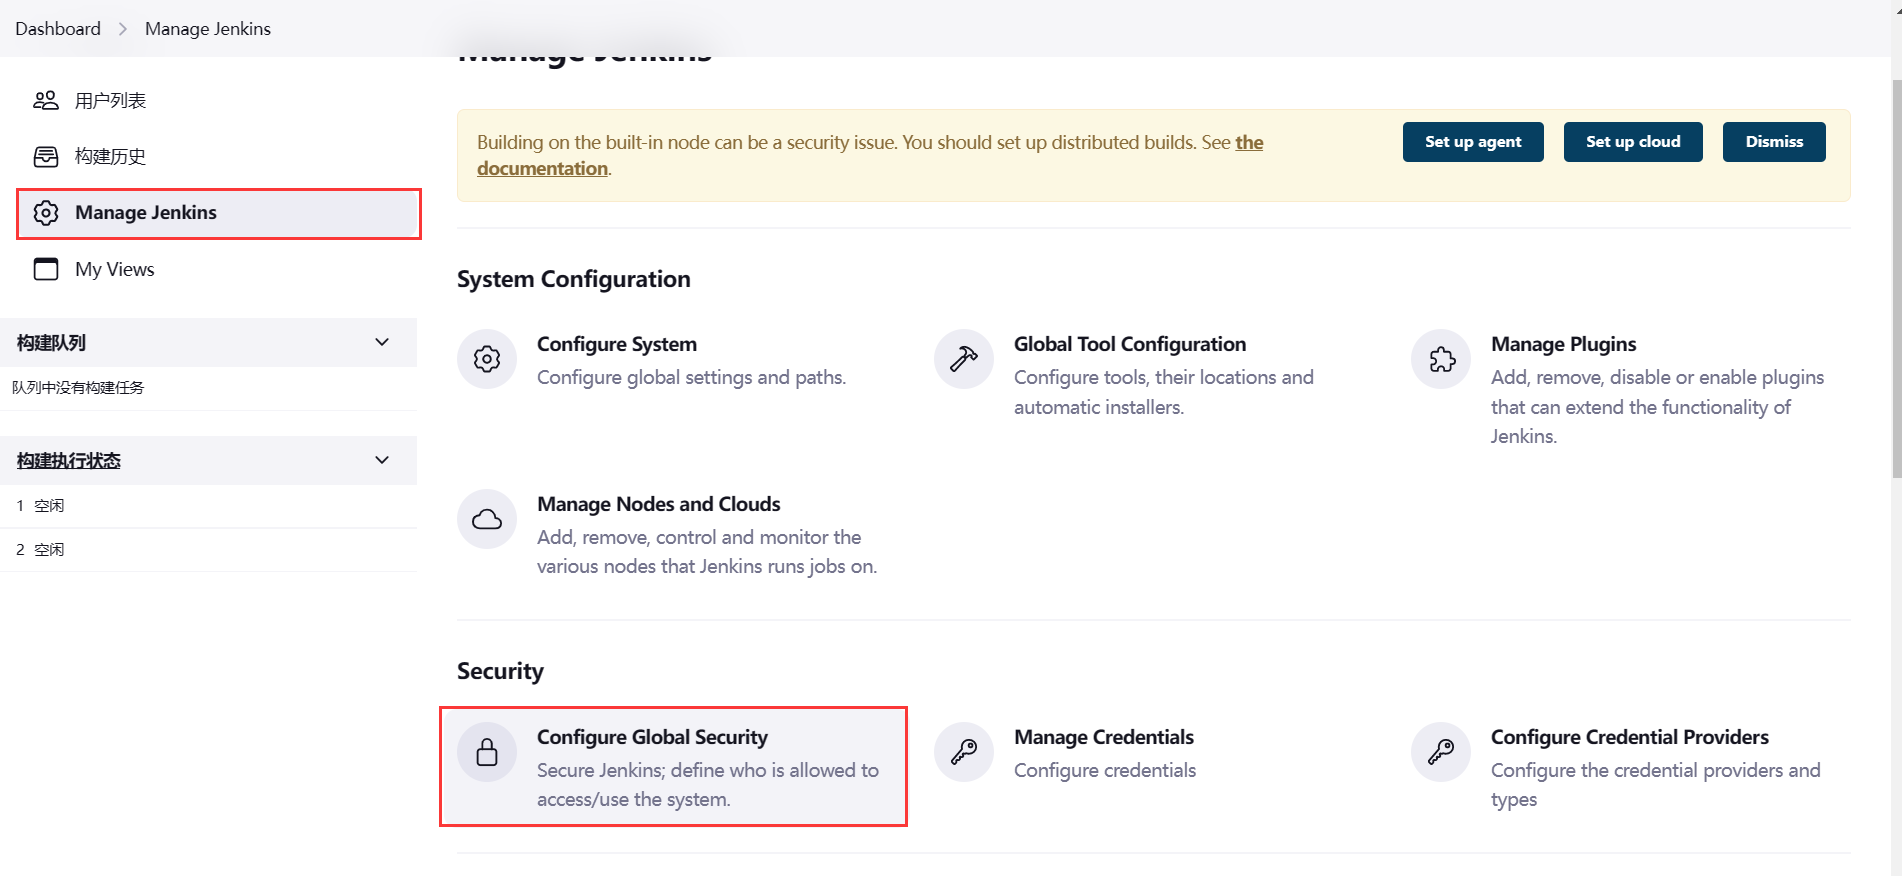 Dashboard
Manage Jenkins
Manage Jenkins
用户列表
构建历史
Manage Jenkins
My Views
构建队列
队列中没有构建任务
构建执行状态
1 空闲
2 空闲
Building on the built-in node can be a security issue. You should set up distributed builds. See the
documentation.
Set up agent
Set up cloud
Dismiss
System Configuration
Configure System
Configure global settings and paths.
Global Tool Configuration
Configure tools, their locations and
automatic installers.
Manage Plugins
Add, remove, disable or enable plugins
that can extend the functionality of
Jenkins.
Manage Nodes and Clouds
Add, remove, control and monitor the
various nodes that Jenkins runs jobs on.
Security
Configure Global Security
Secure Jenkins; define who is allowed to
access/use the system.
Manage Credentials
Configure credentials
Configure Credential Providers
Configure the credential providers and
types